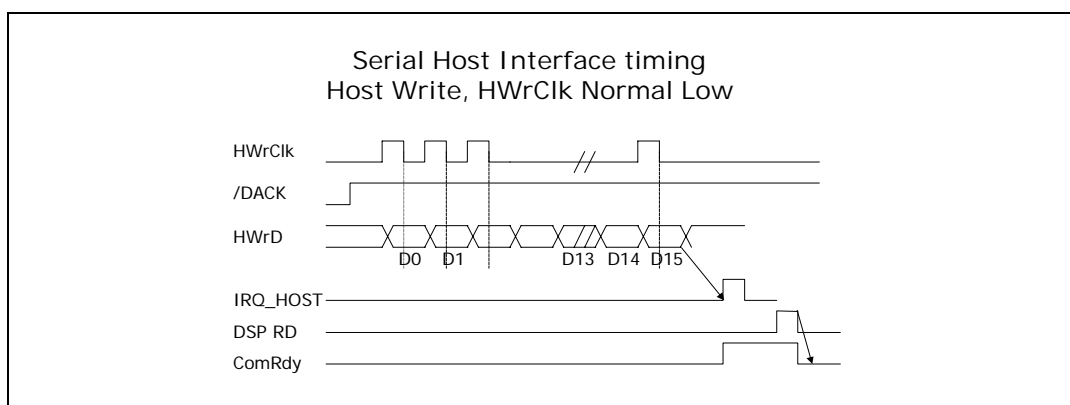 Serial Host Interface timing
Host Write, HWrClk Normal Low
HWrClk
/DACK
HWrD
D0 D1 D13 D14 D15
IRQ_HOST
DSP RD
ComRdy